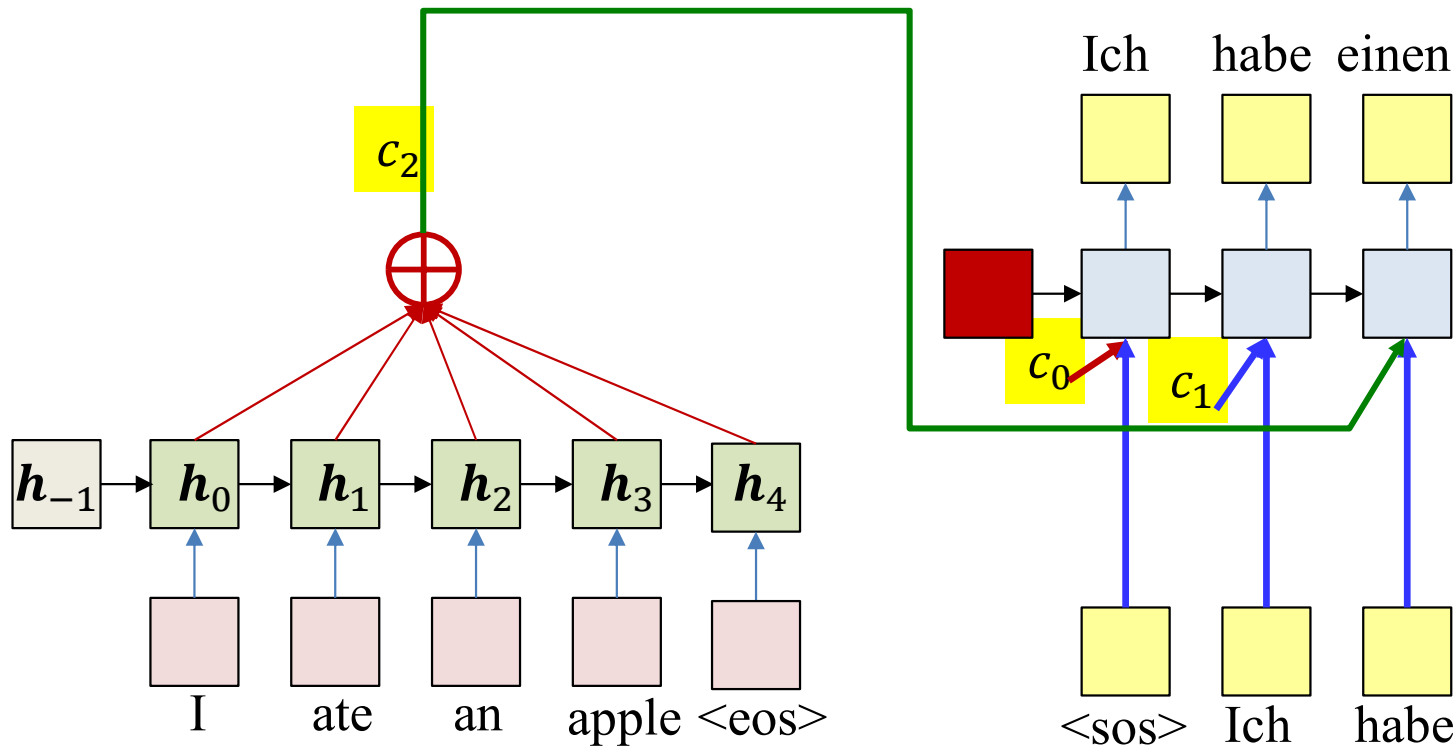 Ich habe einen
c₂
c₀
c₁
h₋₁ h₀ h₁ h₂ h₃ h₄
I ate an apple <eos>
<sos> Ich habe